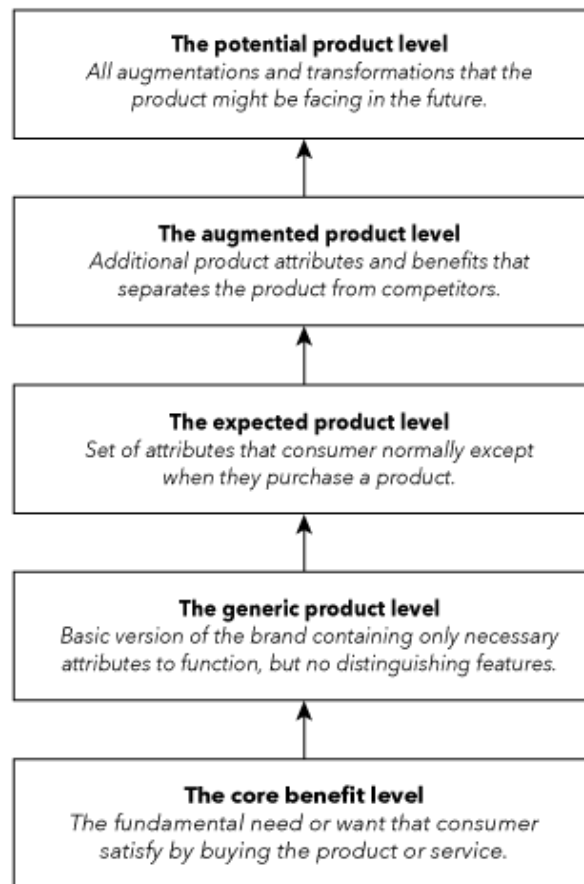 The potential product level
All augmentations and transformations that the
product might be facing in the future.
The augmented product level
Additional product attributes and benefits that
separates the product from competitors.
The expected product level
Set of attributes that consumer normally except
when they purchase a product.
The generic product level
Basic version of the brand containing only necessary
attributes to function, but no distinguishing features.
The core benefit level
The fundamental need or want that consumer
satisfy by buying the product or service.